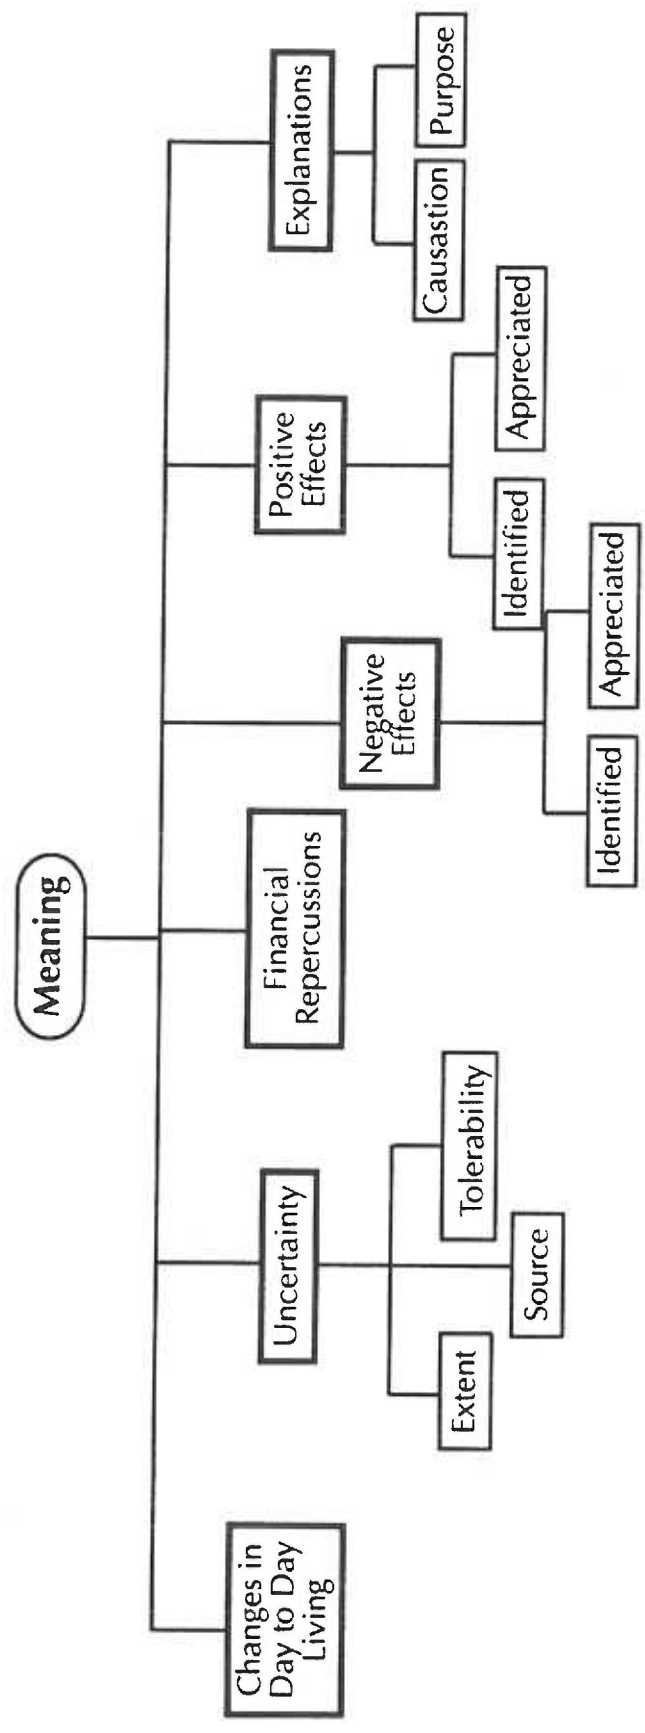 Meaning
Changes in
Day to Day
Living
Uncertainty
Extent
Source
Tolerability
Financial
Repercussions
Negative
Effects
Identified
Appreciated
Positive
Effects
Identified
Appreciated
Explanations
Causastion
Purpose